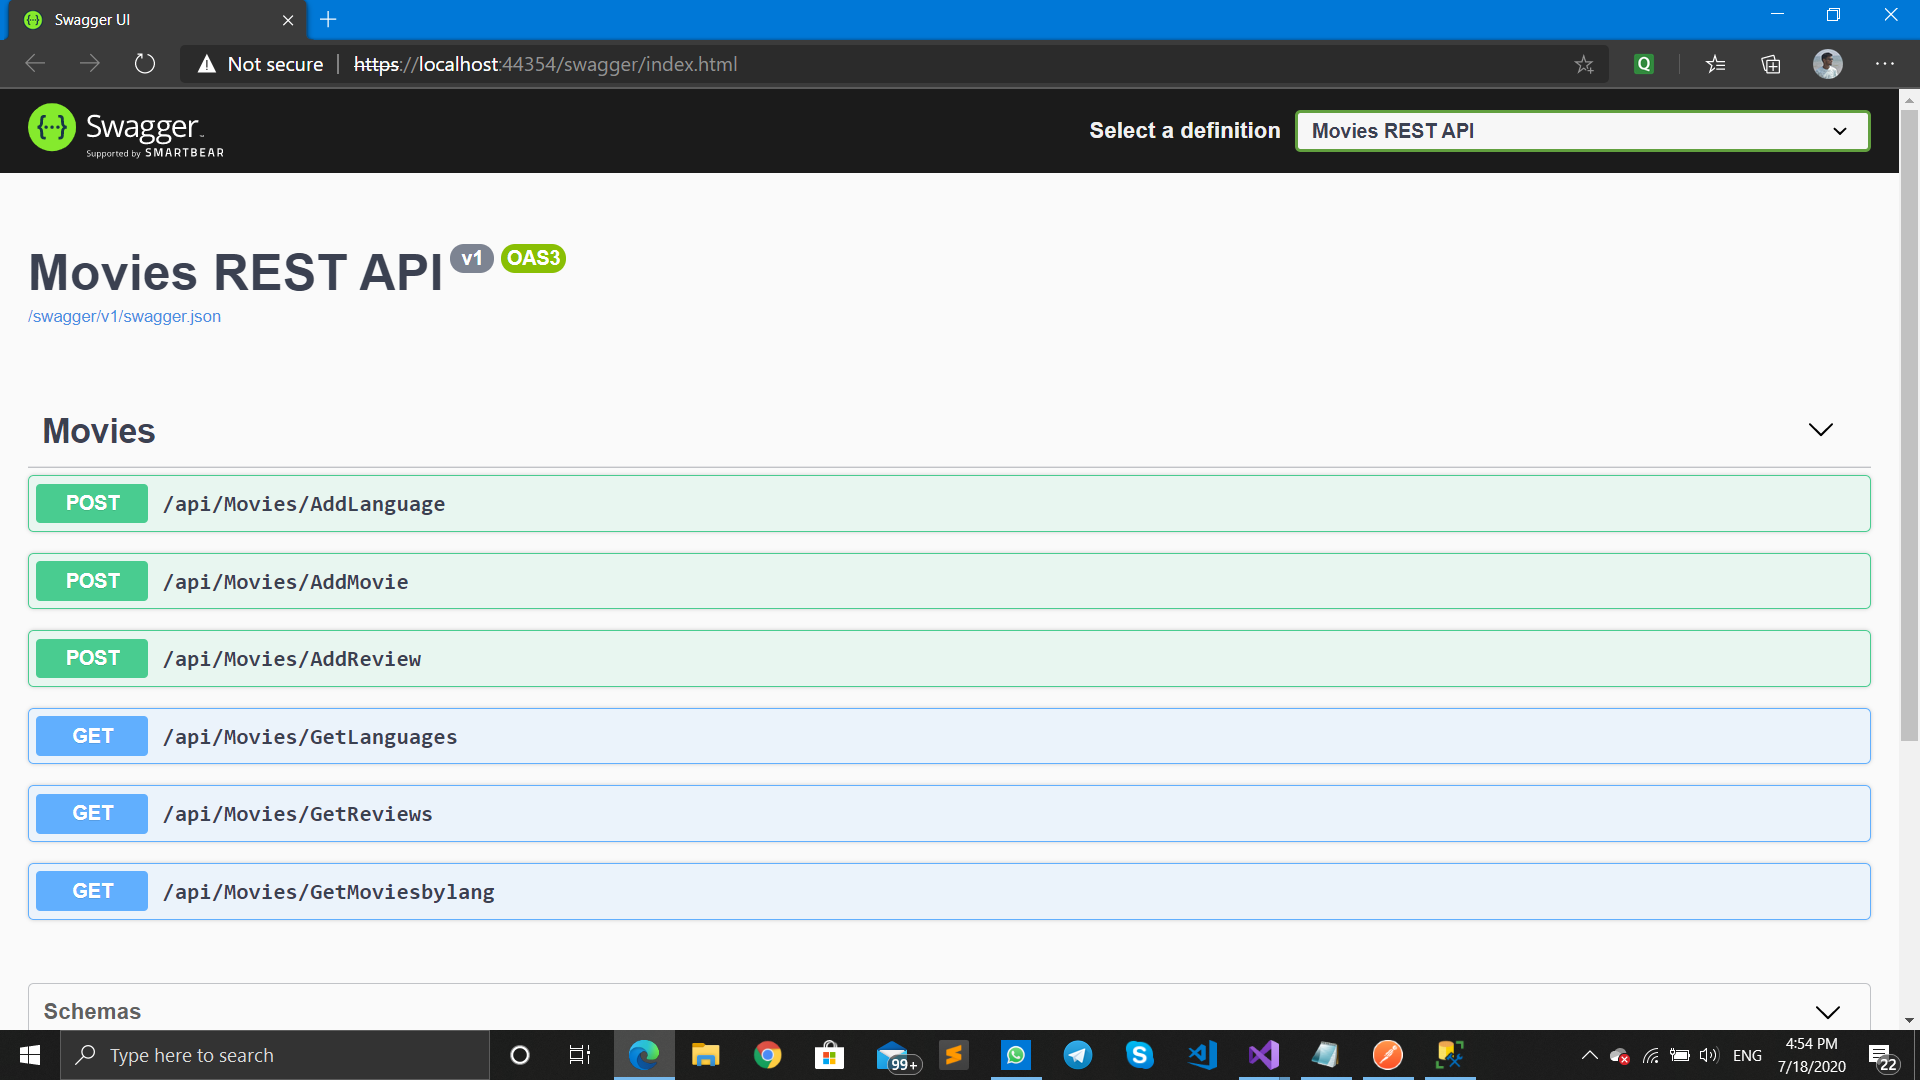 Swagger UI
Not secure | https://localhost:44354/swagger/index.html
Q
{...} Swagger
Supported by SMARTBEAR
Select a definition
Movies REST API
Movies REST API v1 OAS3
/swagger/v1/swagger.json
Movies
POST /api/Movies/AddLanguage
POST /api/Movies/AddMovie
POST /api/Movies/AddReview
GET /api/Movies/GetLanguages
GET /api/Movies/GetReviews
GET /api/Movies/GetMoviesbylang
Schemas
Type here to search
99+
ENG
4:54 PM
7/18/2020
22